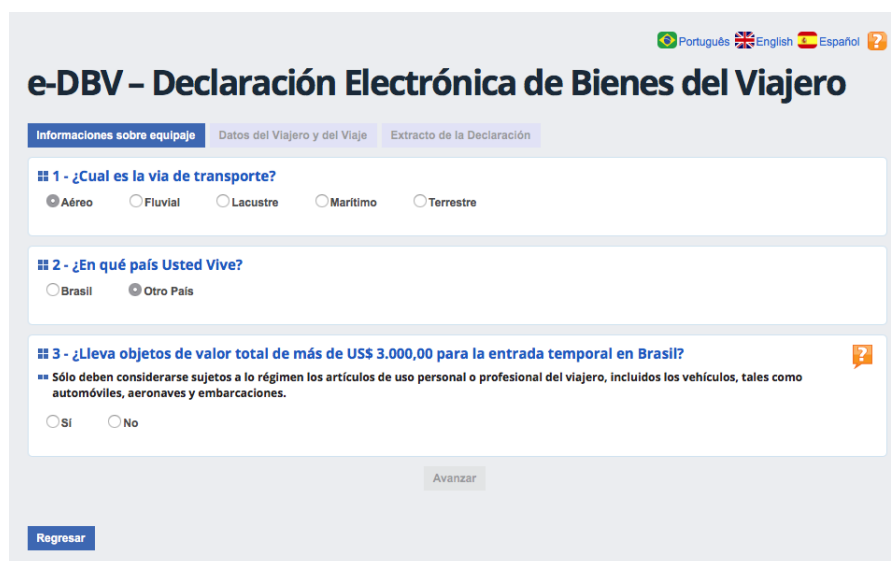 Português English Español ?
e-DBV – Declaración Electrónica de Bienes del Viajero
Informaciones sobre equipaje Datos del Viajero y del Viaje Extracto de la Declaración
1 - ¿Cual es la via de transporte?
Aéreo Fluvial Lacustre Marítimo Terrestre
2 - ¿En qué país Usted Vive?
Brasil Otro País
3 - ¿Lleva objetos de valor total de más de US$ 3.000,00 para la entrada temporal en Brasil? ?
Sólo deben considerarse sujetos a lo régimen los artículos de uso personal o profesional del viajero, incluidos los vehículos, tales como
automóviles, aeronaves y embarcaciones.
Sí No
Avanzar
Regresar